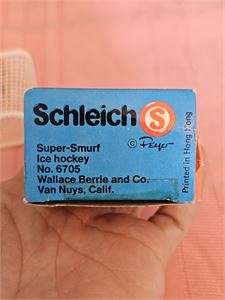 Schleich S
© Peyo
Super-Smurf
Ice hockey
No. 6705
Wallace Berrie and Co.
Van Nuys, Calif.
Printed in Hong Kong